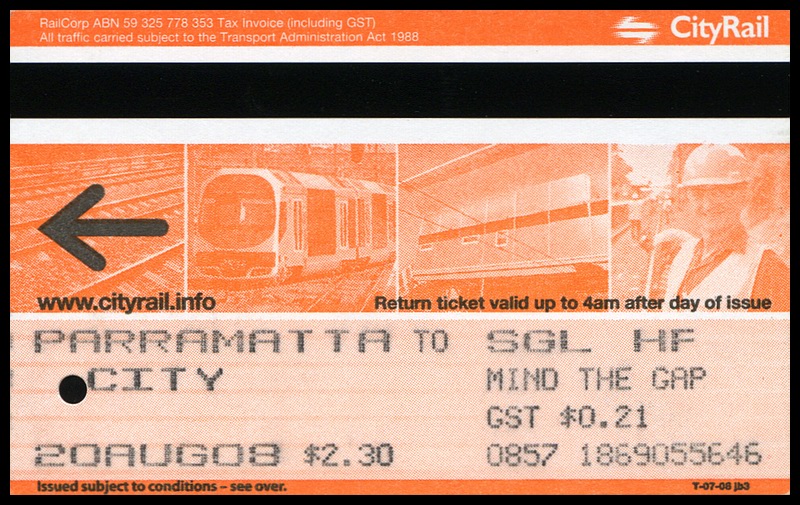 RailCorp ABN 59 325 778 353 Tax Invoice (including GST)
All traffic carried subject to the Transport Administration Act 1988
CityRail
www.cityrail.info
Return ticket valid up to 4am after day of issue
PARRAMATTA TO SGL HF
CITY MIND THE GAP
GST $0.21
20AUG08 $2.30 0857 1869055646
Issued subject to conditions – see over.
T-07-08 jb3